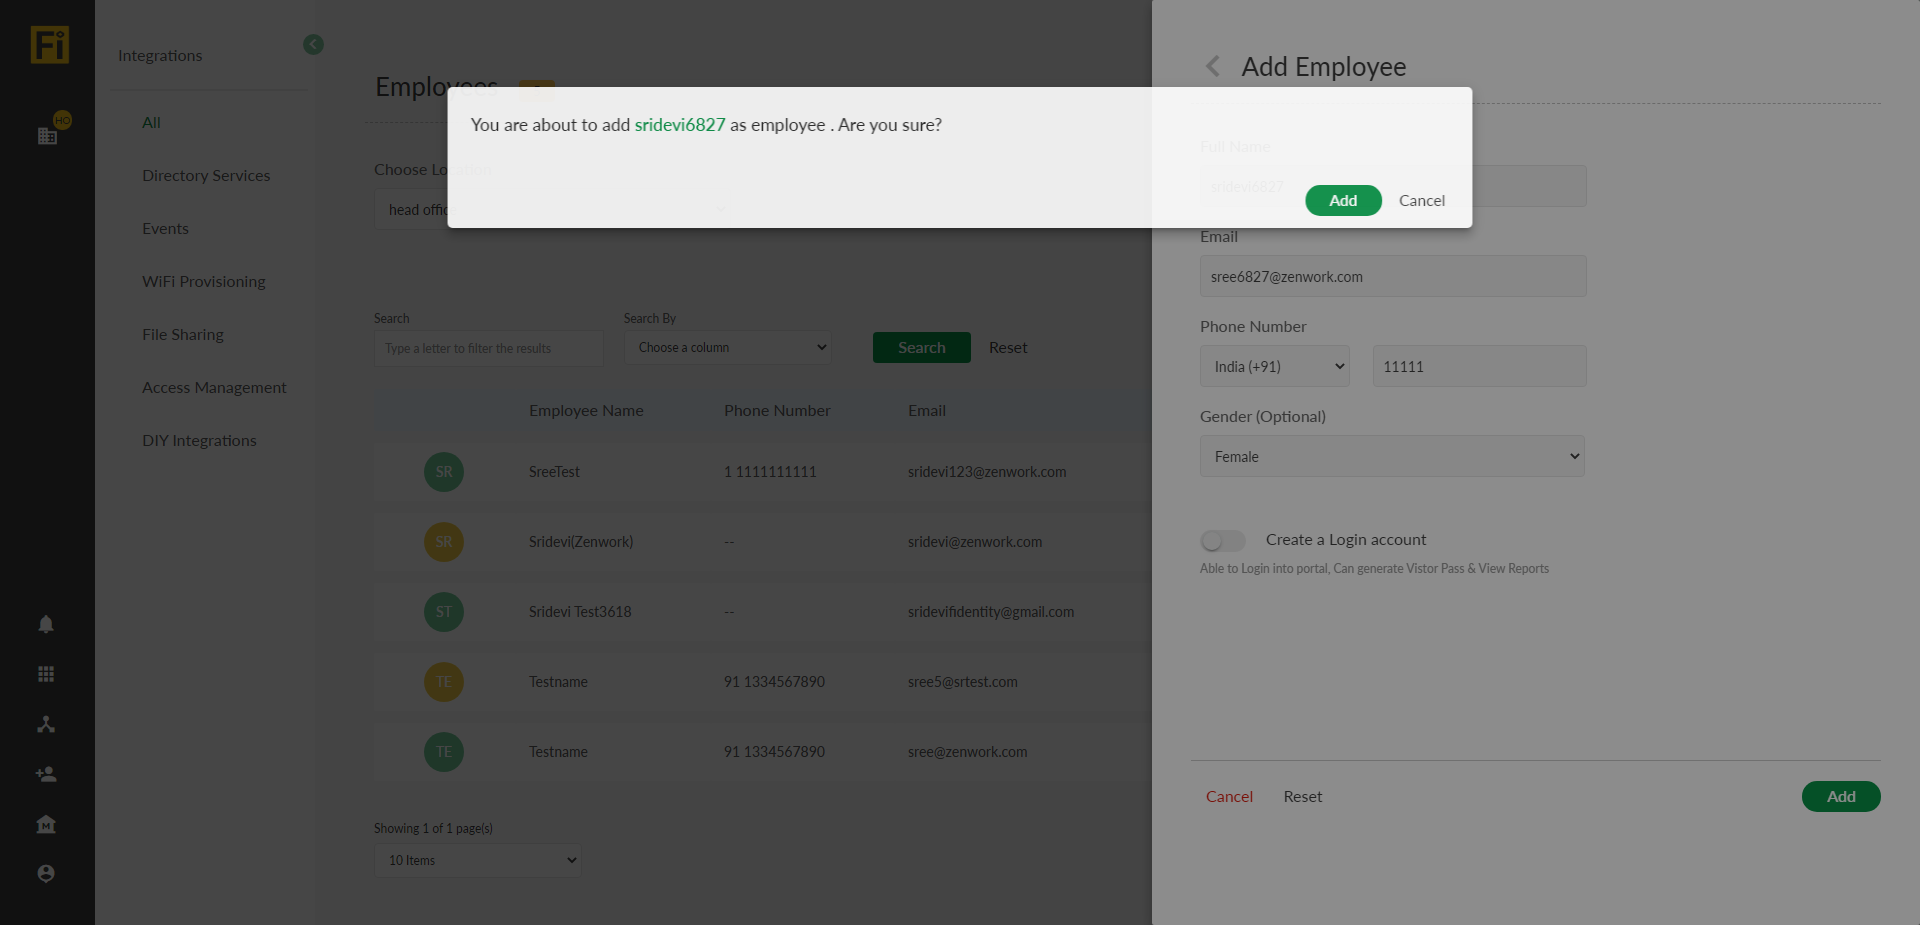 Fi
HO
Integrations
All
Directory Services
Events
WiFi Provisioning
File Sharing
Access Management
DIY Integrations
Employees
Choose Location
head office
Search
Type a letter to filter the results
Search By
Choose a column
Search
Reset
Employee Name Phone Number Email
SR SreeTest 1 1111111111 sridevi123@zenwork.com
SR Sridevi(Zenwork) -- sridevi@zenwork.com
ST Sridevi Test3618 -- sridevifidentity@gmail.com
TE Testname 91 1334567890 sree5@srtest.com
TE Testname 91 1334567890 sree@zenwork.com
Showing 1 of 1 page(s)
10 Items
You are about to add sridevi6827 as employee . Are you sure?
Add Cancel
Add Employee
Full Name
sridevi6827
Email
sree6827@zenwork.com
Phone Number
India (+91) 11111
Gender (Optional)
Female
Create a Login account
Able to Login into portal, Can generate Vistor Pass & View Reports
Cancel Reset Add